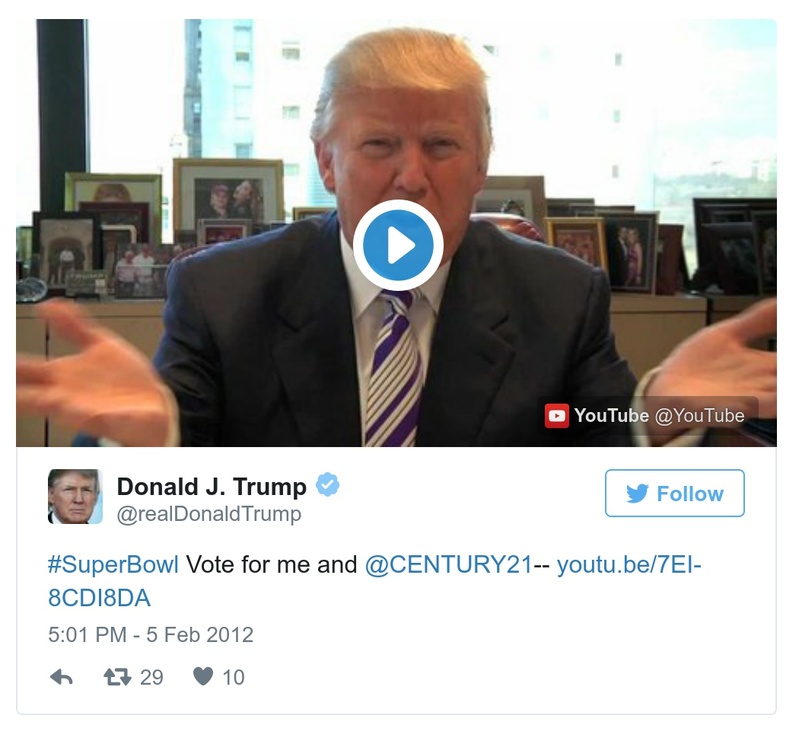 YouTube @YouTube
Donald J. Trump
Follow
@realDonaldTrump
#SuperBowl Vote for me and @CENTURY21-- youtu.be/7EI-
8CDI8DA
5:01 PM - 5 Feb 2012
29 10